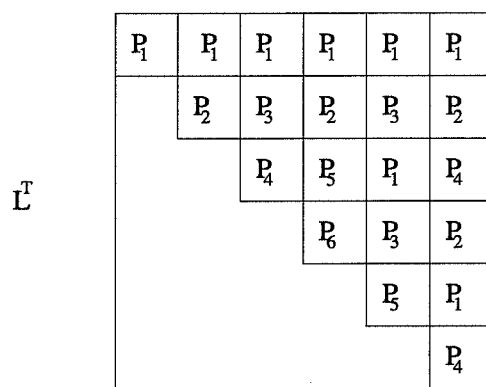 P₁ P₁ P₁ P₁ P₁ P₁
P₂ P₃ P₂ P₃ P₂
Lᵀ P₄ P₅ P₁ P₄
P₆ P₃ P₂
P₅ P₁
P₄